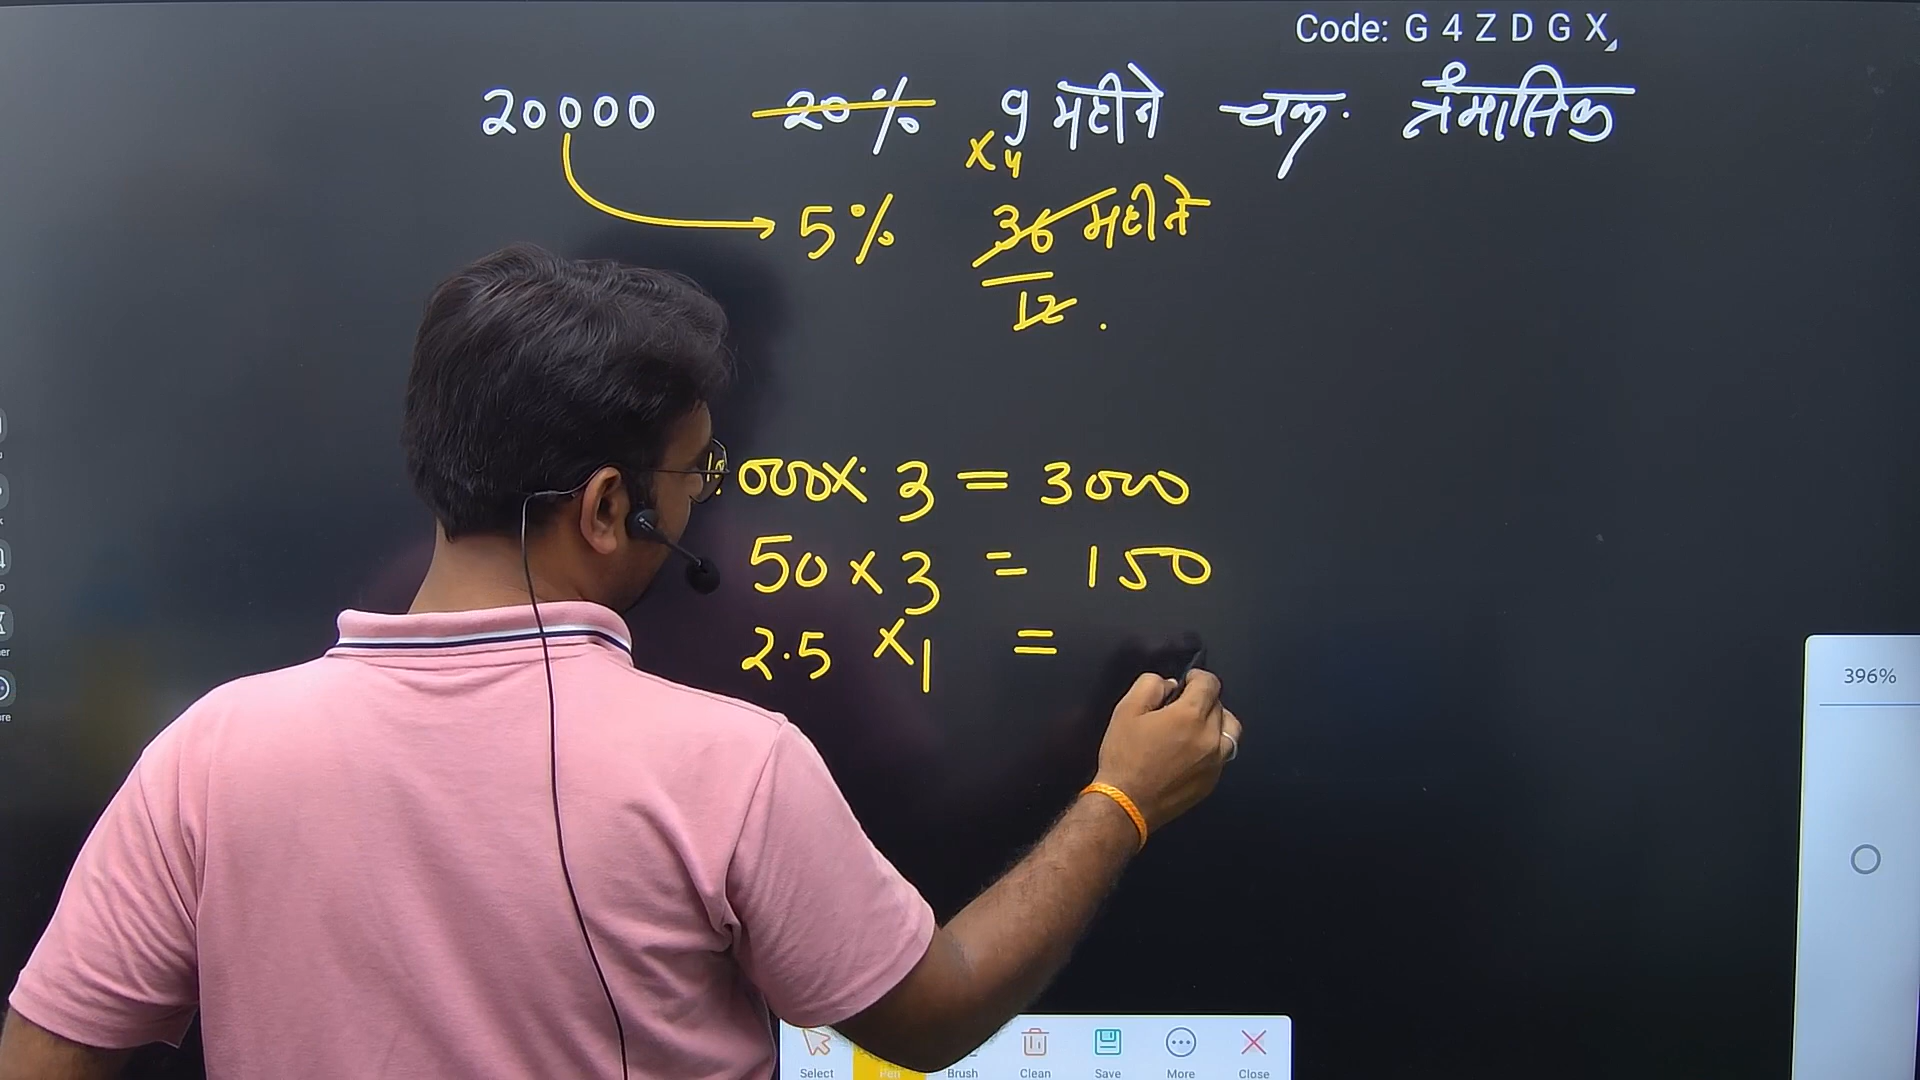 Code: G 4 Z D G X
20000 20% 9 महीने चक्र. त्रैमासिक
×4
5% 36 महीने
12 .
000×. 3 = 3000
50 × 3 = 150
2.5 ×1 =
396%
Select Pen Brush Clean Save More Close